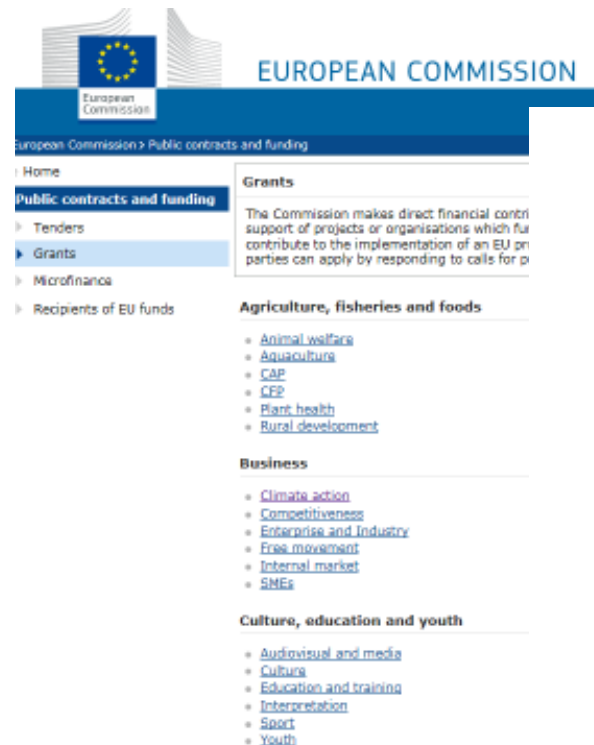 EUROPEAN COMMISSION
European
Commission
European Commission > Public contracts and funding
Home
Public contracts and funding
Tenders
Grants
Microfinance
Recipients of EU funds
Grants
The Commission makes direct financial contri
support of projects or organisations which fur
contribute to the implementation of an EU pr
parties can apply by responding to calls for p
Agriculture, fisheries and foods
Animal welfare
Aquaculture
CAP
CFP
Plant health
Rural development
Business
Climate action
Competitiveness
Enterprise and Industry
Free movement
Internal market
SMEs
Culture, education and youth
Audiovisual and media
Culture
Education and training
Interpretation
Sport
Youth